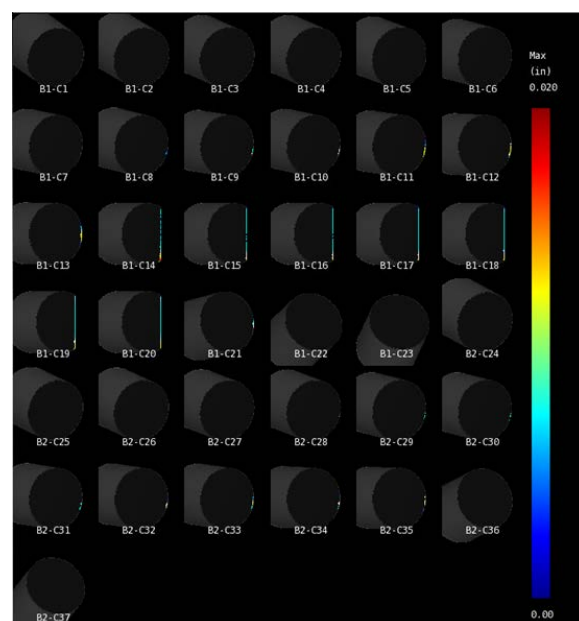 B1-C1 B1-C2 B1-C3 B1-C4 B1-C5 B1-C6
B1-C7 B1-C8 B1-C9 B1-C10 B1-C11 B1-C12
B1-C13 B1-C14 B1-C15 B1-C16 B1-C17 B1-C18
B1-C19 B1-C20 B1-C21 B1-C22 B1-C23 B2-C24
B2-C25 B2-C26 B2-C27 B2-C28 B2-C29 B2-C30
B2-C31 B2-C32 B2-C33 B2-C34 B2-C35 B2-C36
B2-C37
Max
(in)
0.020
0.00